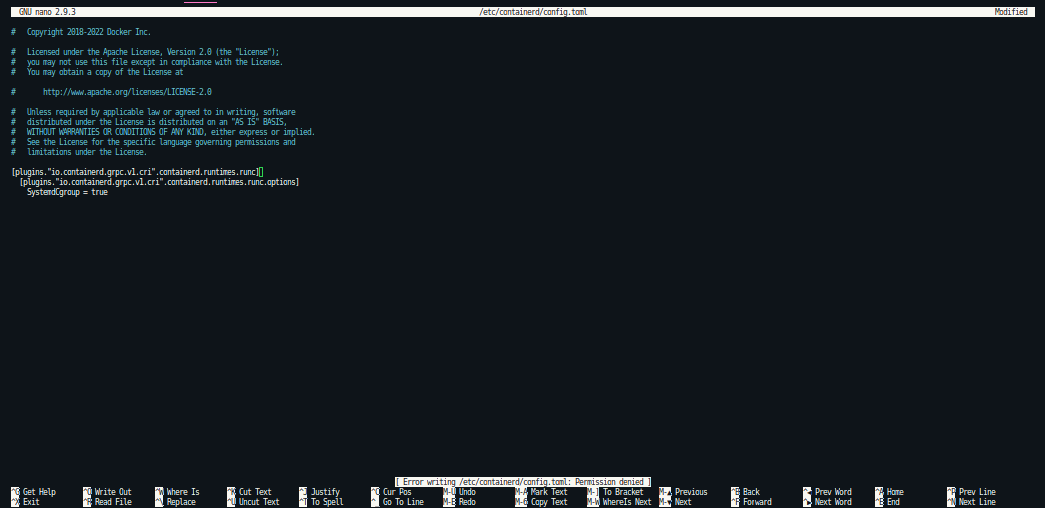 GNU nano 2.9.3 /etc/containerd/config.toml Modified
# Copyright 2018-2022 Docker Inc.
# Licensed under the Apache License, Version 2.0 (the "License");
# you may not use this file except in compliance with the License.
# You may obtain a copy of the License at
# http://www.apache.org/licenses/LICENSE-2.0
# Unless required by applicable law or agreed to in writing, software
# distributed under the License is distributed on an "AS IS" BASIS,
# WITHOUT WARRANTIES OR CONDITIONS OF ANY KIND, either express or implied.
# See the License for the specific language governing permissions and
# limitations under the License.
[plugins."io.containerd.grpc.v1.cri".containerd.runtimes.runc]
[plugins."io.containerd.grpc.v1.cri".containerd.runtimes.runc.options]
SystemdCgroup = true
[ Error writing /etc/containerd/config.toml: Permission denied ]
^G Get Help ^O Write Out ^W Where Is ^K Cut Text ^J Justify ^C Cur Pos M-U Undo M-A Mark Text M-] To Bracket M-▲ Previous ^B Back ^◀ Prev Word ^A Home ^P Prev Line
^X Exit ^R Read File ^\ Replace ^U Uncut Text ^T To Spell ^_ Go To Line M-E Redo M-6 Copy Text M-W WhereIs Next M-▼ Next ^F Forward ^▶ Next Word ^E End ^N Next Line